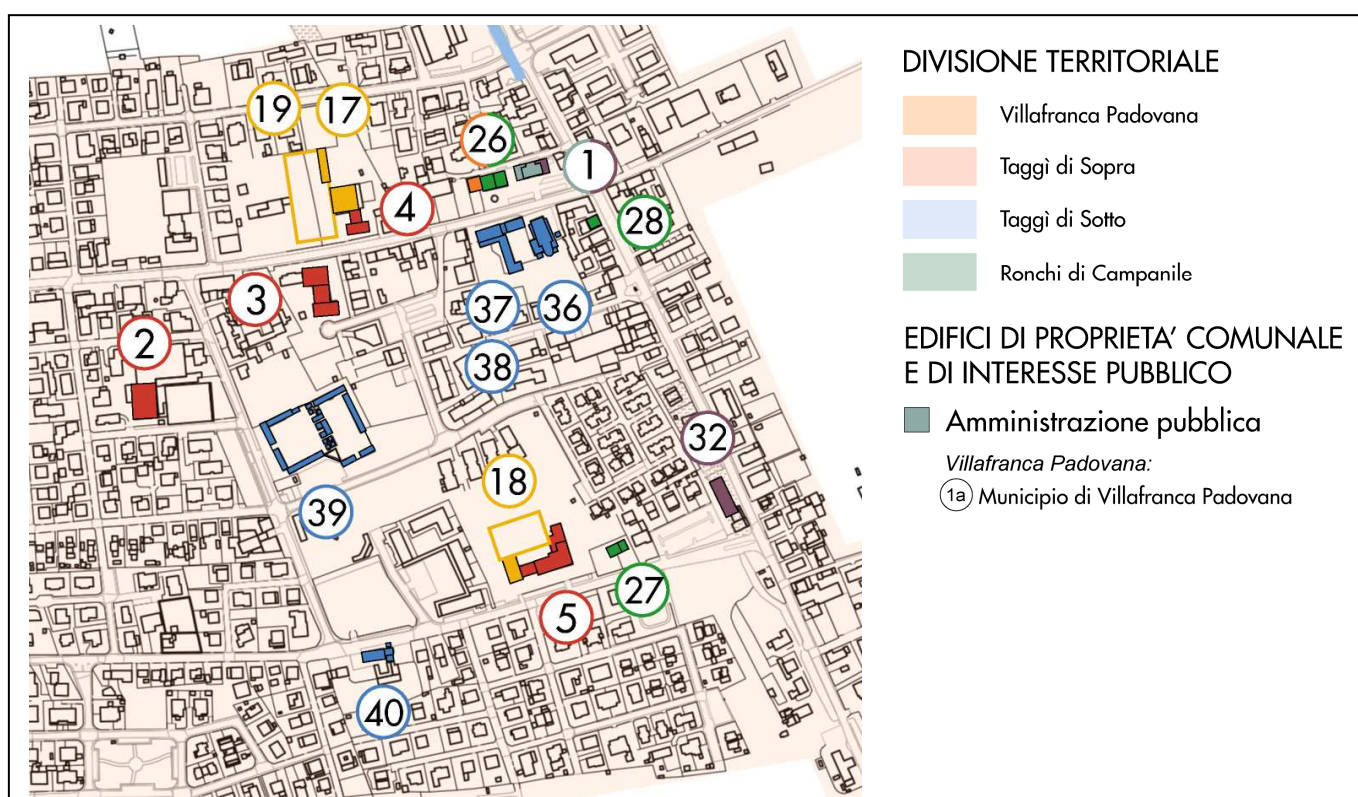 19
17
26
1
4
28
3
37
36
2
38
32
18
39
27
5
40
DIVISIONE TERRITORIALE
Villafranca Padovana
Taggì di Sopra
Taggì di Sotto
Ronchi di Campanile
EDIFICI DI PROPRIETA' COMUNALE
E DI INTERESSE PUBBLICO
Amministrazione pubblica
Villafranca Padovana:
1a Municipio di Villafranca Padovana